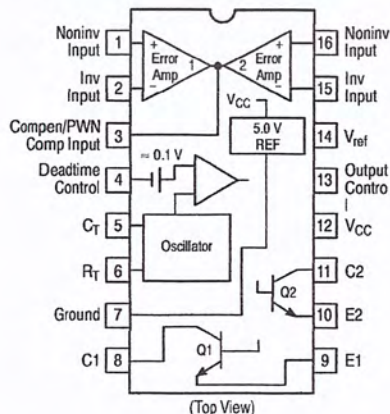 Noninv
Input
1
+
Error
Amp
1
–
2
Error
Amp
+
–
16
Noninv
Input
Inv
Input
2
15
Inv
Input
Compen/PWN
Comp Input
3
VCC
5.0 V
REF
14
Vref
Deadtime
Control
4
≈ 0.1 V
13
Output
Contro
l
CT
5
Oscillator
12
VCC
RT
6
11
C2
Q2
Ground
7
10
E2
C1
8
Q1
9
E1
(Top View)